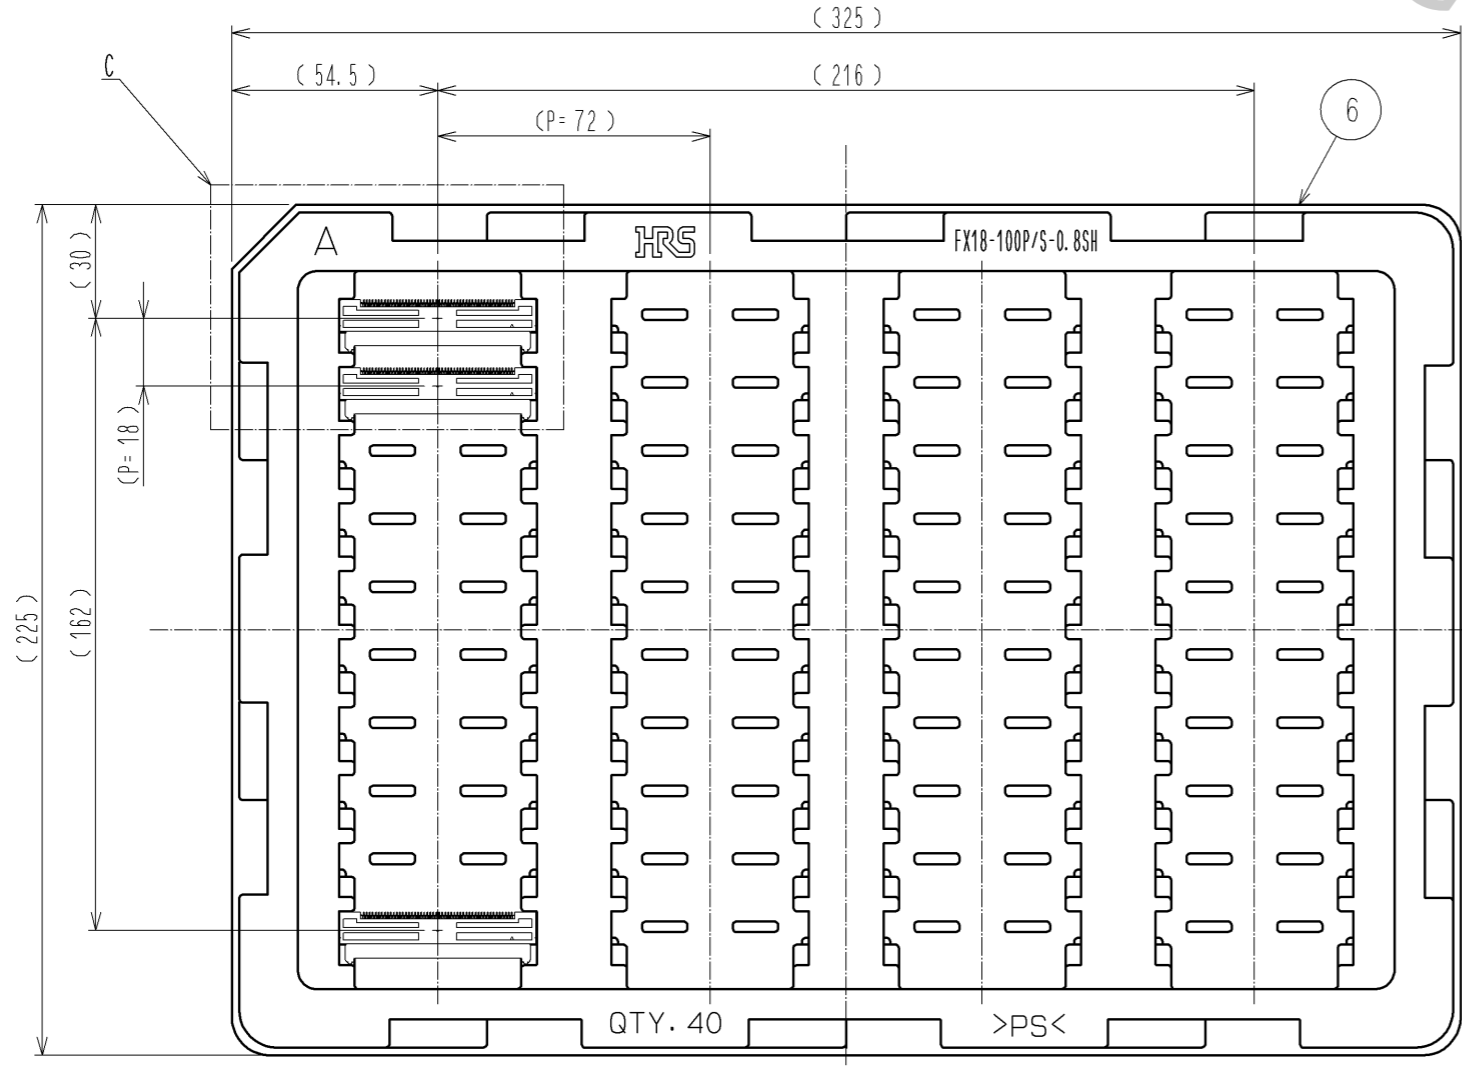 ( 325 )
C
( 54.5 )
( 216 )
(P=72 )
6
A
HRS
FX18-100P/S-0.8SH
( 30 )
(P=18 )
( 162 )
( 225 )
QTY. 40
>PS<